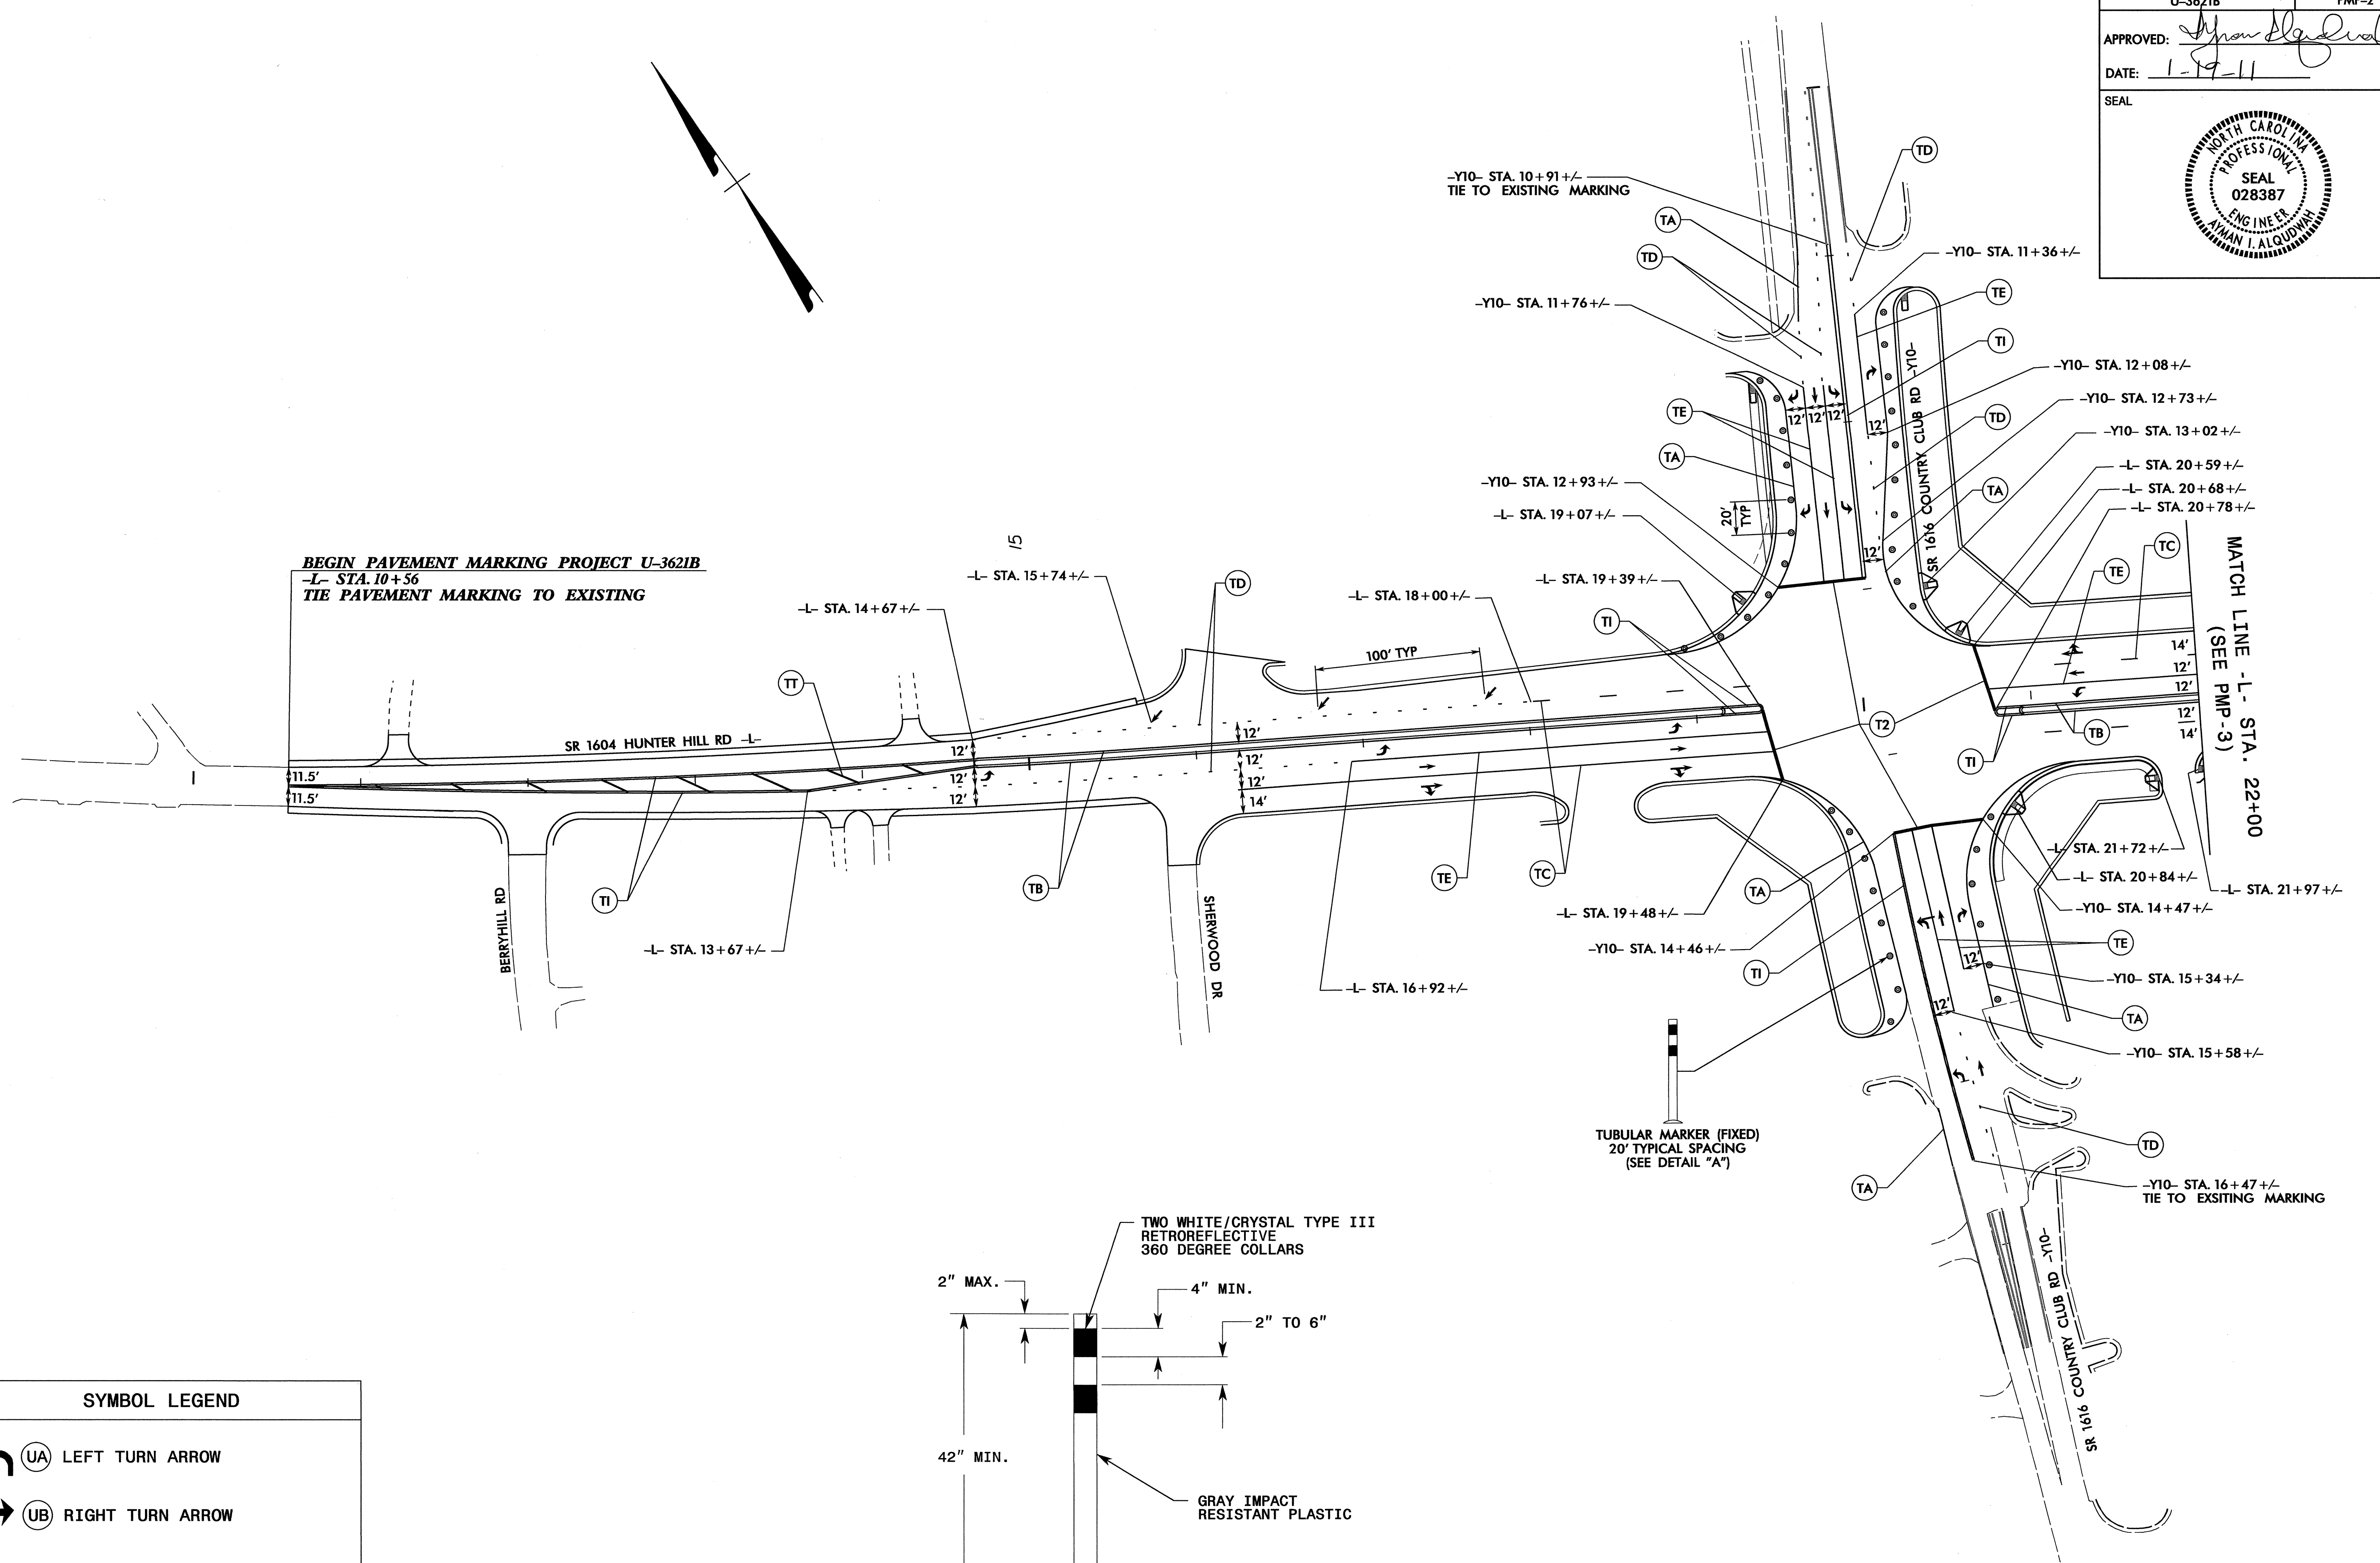 U-3621B PMP-2
APPROVED:
DATE: 1-19-11
SEAL
NORTH CAROLINA
PROFESSIONAL
SEAL
028387
ENGINEER
AYMAN I. ALQUDWAH
-Y10- STA. 10+91+/-
TIE TO EXISTING MARKING
TD
TA
TD
-Y10- STA. 11+36+/-
-Y10- STA. 11+76+/-
TE
TI
-Y10- STA. 12+08+/-
-Y10- STA. 12+73+/-
TE
12' 12' 12'
12'
TD
SR 1616 COUNTRY CLUB RD -Y10-
-Y10- STA. 13+02+/-
TA
-L- STA. 20+59+/-
-Y10- STA. 12+93+/-
TA
-L- STA. 20+68+/-
-L- STA. 20+78+/-
-L- STA. 19+07+/-
20'
TYP
12'
TC
TE
MATCH LINE -L- STA. 22+00
(SEE PMP-3)
15
BEGIN PAVEMENT MARKING PROJECT U-3621B
-L- STA. 10+56
TIE PAVEMENT MARKING TO EXISTING
-L- STA. 15+74+/-
TD
-L- STA. 19+39+/-
-L- STA. 18+00+/-
-L- STA. 14+67+/-
TI
100' TYP
14'
12'
12'
12'
14'
TT
T2
TB
TI
SR 1604 HUNTER HILL RD -L-
11.5'
11.5'
12'
12'
12'
12'
12'
12'
14'
TI
TB
TE
TC
TA
-L- STA. 21+72+/-
-L- STA. 20+84+/-
-L- STA. 21+97+/-
-L- STA. 19+48+/-
-Y10- STA. 14+47+/-
BERRYHILL RD
SHERWOOD DR
-L- STA. 13+67+/-
-Y10- STA. 14+46+/-
TE
TI
12'
-Y10- STA. 15+34+/-
-L- STA. 16+92+/-
12'
TA
-Y10- STA. 15+58+/-
TUBULAR MARKER (FIXED)
20' TYPICAL SPACING
(SEE DETAIL "A")
TD
TA
-Y10- STA. 16+47+/-
TIE TO EXSITING MARKING
SR 1616 COUNTRY CLUB RD -Y10-
TWO WHITE/CRYSTAL TYPE III
RETROREFLECTIVE
360 DEGREE COLLARS
2" MAX.
4" MIN.
2" TO 6"
42" MIN.
GRAY IMPACT
RESISTANT PLASTIC
SYMBOL LEGEND
UA LEFT TURN ARROW
UB RIGHT TURN ARROW